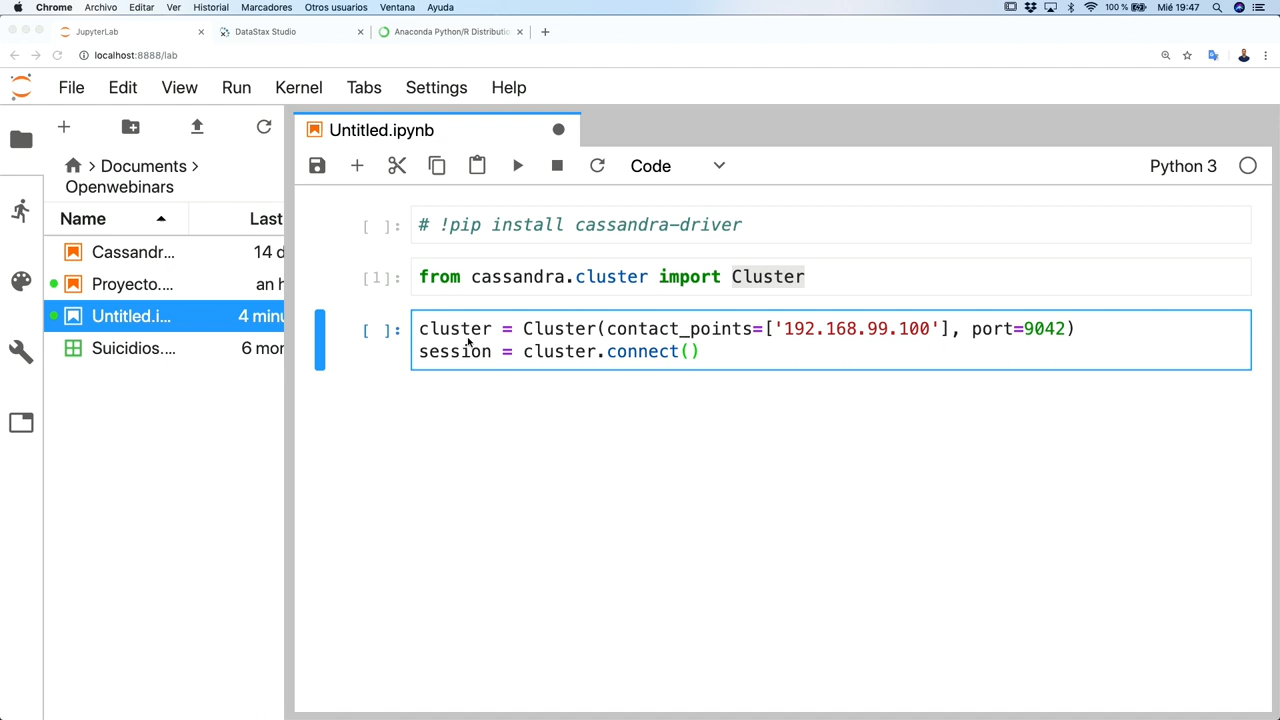 Chrome Archivo Editar Ver Historial Marcadores Otros usuarios Ventana Ayuda 100 % Mié 19:47
JupyterLab DataStax Studio Anaconda Python/R Distributio
localhost:8888/lab
File Edit View Run Kernel Tabs Settings Help
Untitled.ipynb
Documents
Openwebinars
Code Python 3
Name Last
Cassandr... 14 d
Proyecto.... an h
Untitled.i... 4 minu
Suicidios.... 6 mor
[ ]: # !pip install cassandra-driver
[1]: from cassandra.cluster import Cluster
[ ]: cluster = Cluster(contact_points=['192.168.99.100'], port=9042)
session = cluster.connect()